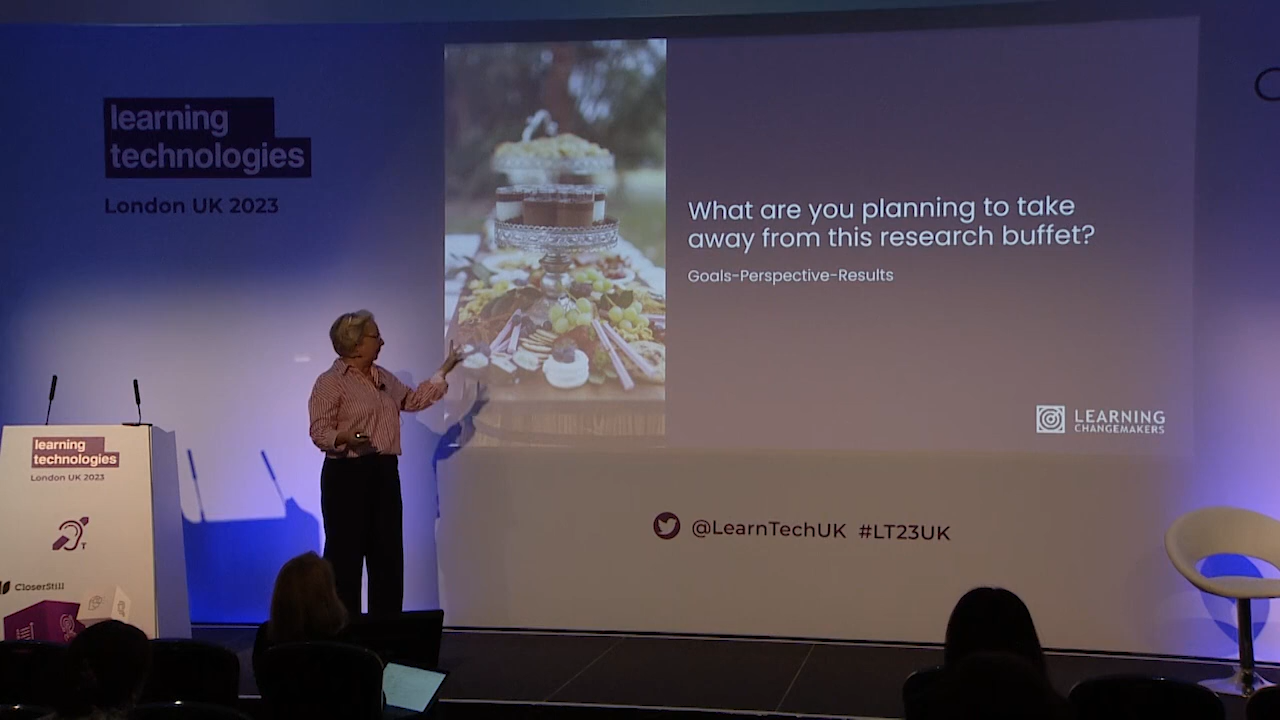 learning
technologies
London UK 2023
What are you planning to take
away from this research buffet?
Goals-Perspective-Results
LEARNING
CHANGEMAKERS
learning
technologies
London UK 2023
T
CloserStill
@LearnTechUK #LT23UK